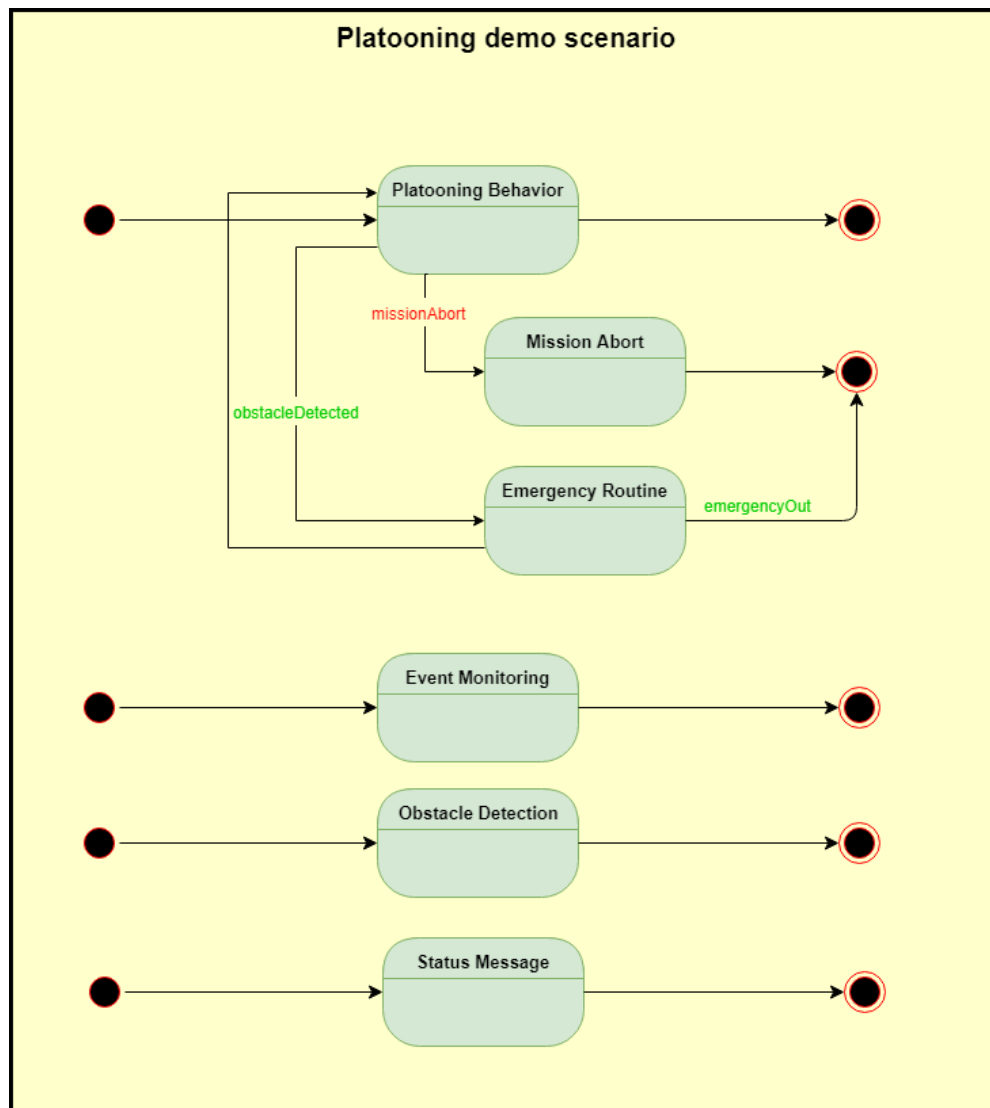 Platooning demo scenario
Platooning Behavior
missionAbort
Mission Abort
obstacleDetected
Emergency Routine
emergencyOut
Event Monitoring
Obstacle Detection
Status Message